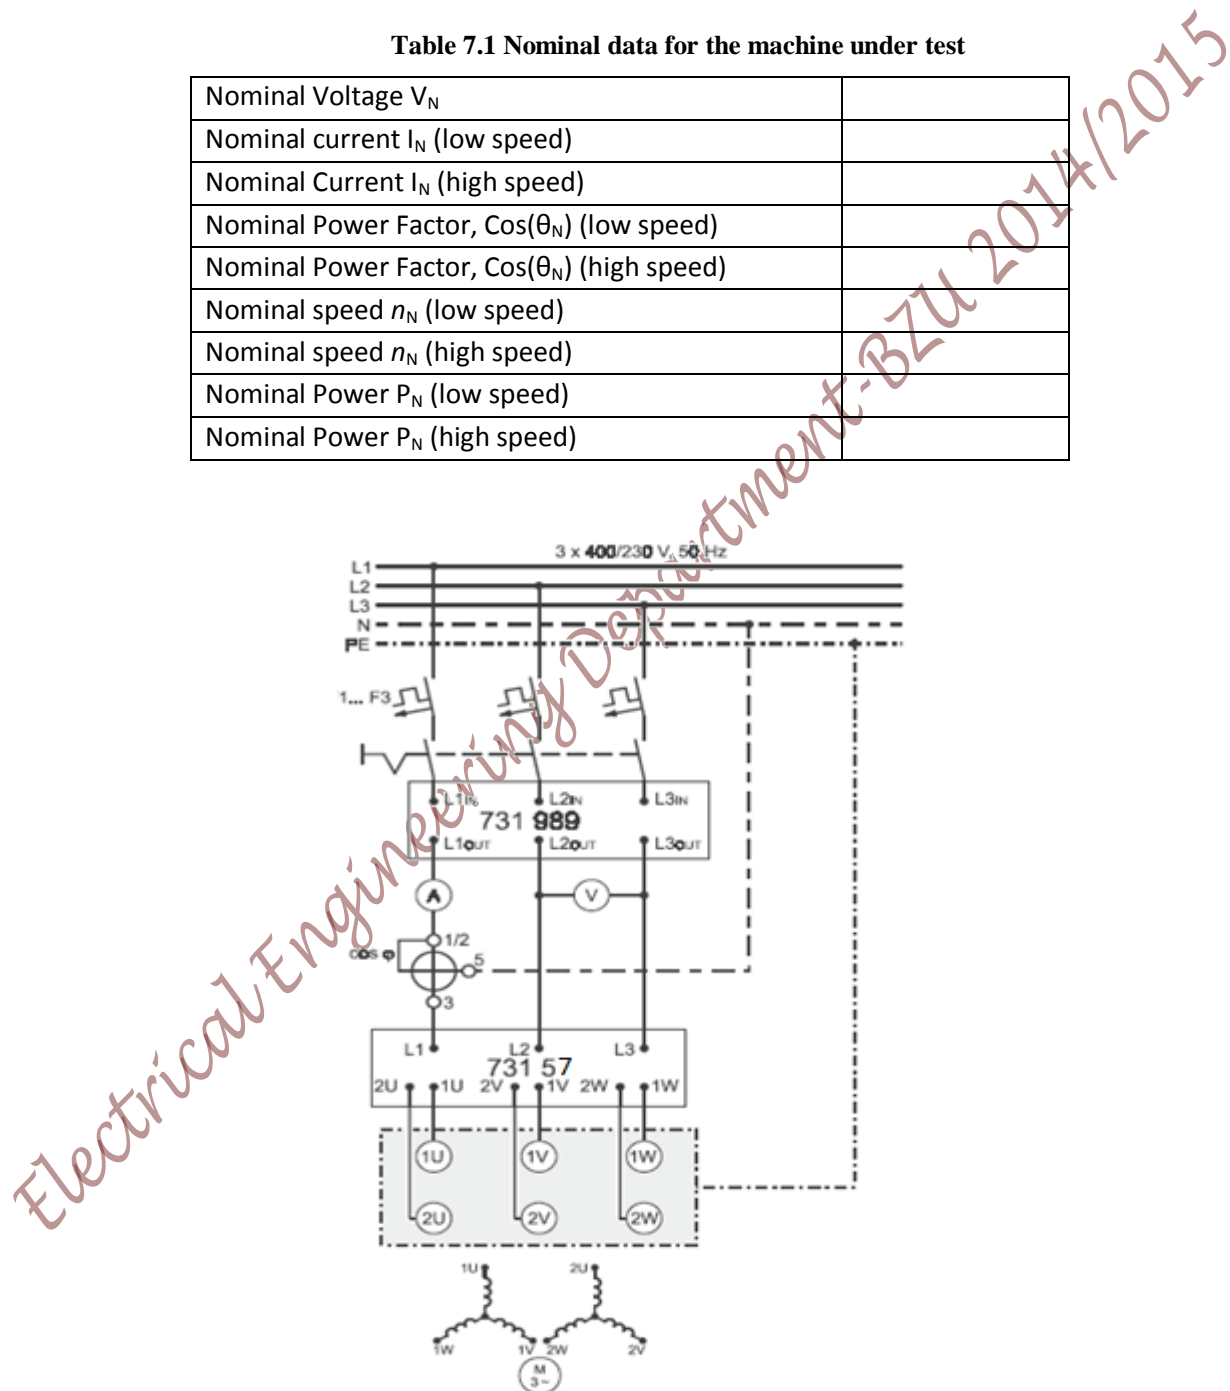 Table 7.1 Nominal data for the machine under test
Nominal Voltage VN
Nominal current IN (low speed)
Nominal Current IN (high speed)
Nominal Power Factor, Cos(θN) (low speed)
Nominal Power Factor, Cos(θN) (high speed)
Nominal speed nN (low speed)
Nominal speed nN (high speed)
Nominal Power PN (low speed)
Nominal Power PN (high speed)
Electrical Engineering Department-BZU 2014/2015
3 x 400/230 V, 50 Hz
L1
L2
L3
N
PE
1... F3
L1IN L2IN L3IN
731 989
L1OUT L2OUT L3OUT
A V
1/2
cos φ 5
3
L1 L2 L3
731 57
2U 1U 2V 1V 2W 1W
1U 1V 1W
2U 2V 2W
1U 2U
1W 1V 2W 2V
M
3~